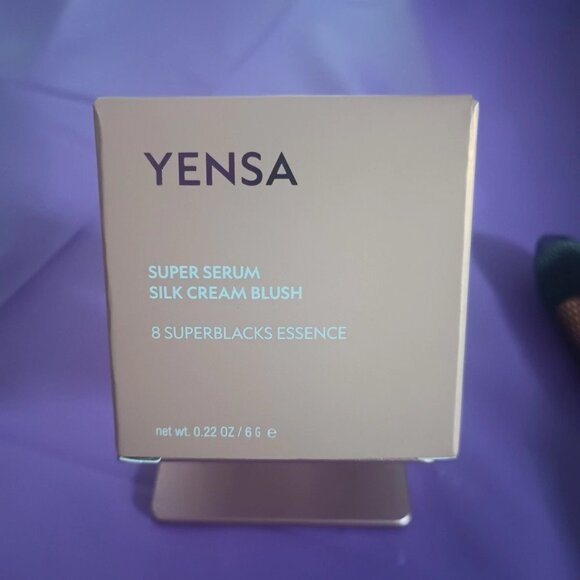 YENSA
SUPER SERUM
SILK CREAM BLUSH
8 SUPERBLACKS ESSENCE
net wt. 0.22 OZ / 6 G ℮